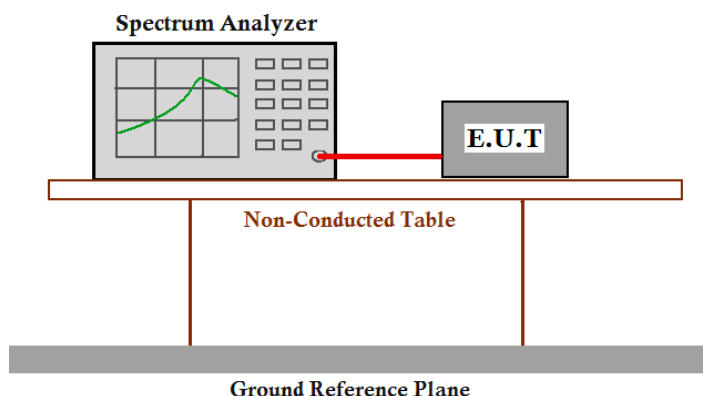 Spectrum Analyzer
E.U.T
Non-Conducted Table
Ground Reference Plane